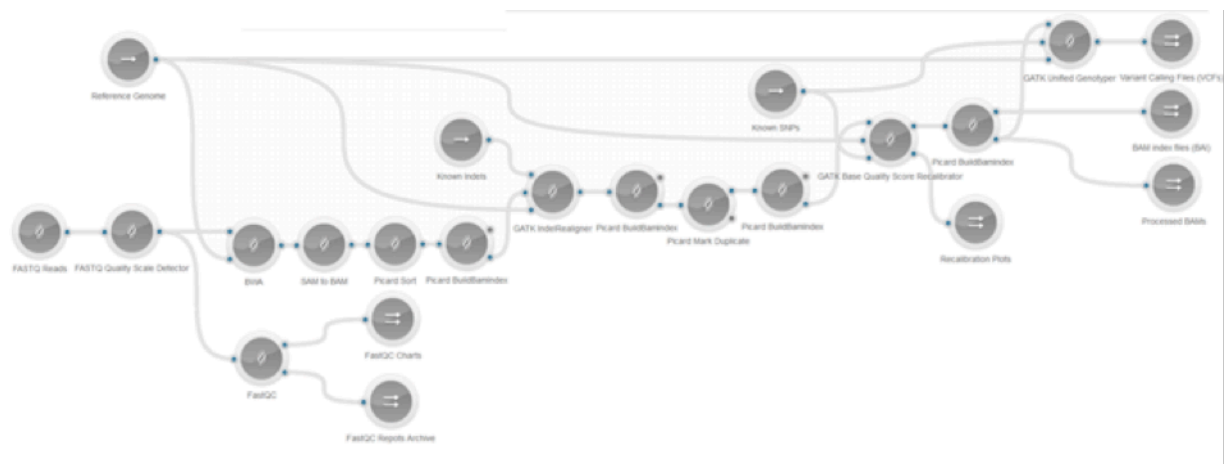 Reference Genome
Known Indels
Known SNPs
GATK Unified Genotyper
Variant Calling Files (VCFs)
BAM index files (BAI)
Picard BuildBamIndex
GATK Base Quality Score Recalibrator
Processed BAMs
Recalibration Plots
GATK IndelRealigner
Picard BuildBamIndex
Picard Mark Duplicate
Picard BuildBamIndex
FASTQ Reads
FASTQ Quality Scale Detector
BWA
SAM to BAM
Picard Sort
Picard BuildBamIndex
FastQC Charts
FastQC
FastQC Repots Archive